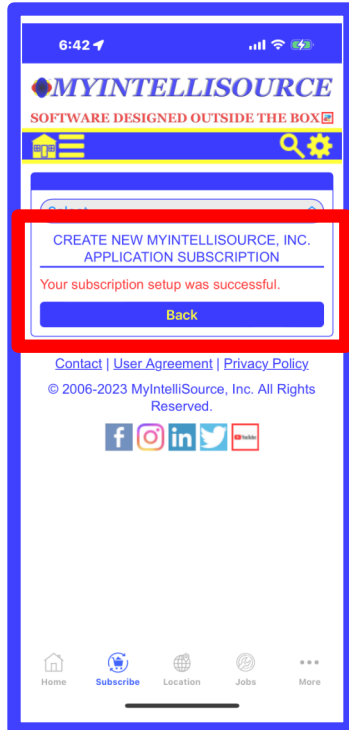 6:42
MYINTELLISOURCE
SOFTWARE DESIGNED OUTSIDE THE BOX
Select
CREATE NEW MYINTELLISOURCE, INC.
APPLICATION SUBSCRIPTION
Your subscription setup was successful.
Back
Contact | User Agreement | Privacy Policy
© 2006-2023 MyIntelliSource, Inc. All Rights
Reserved.
f in YouTube
Home Subscribe Location Jobs More